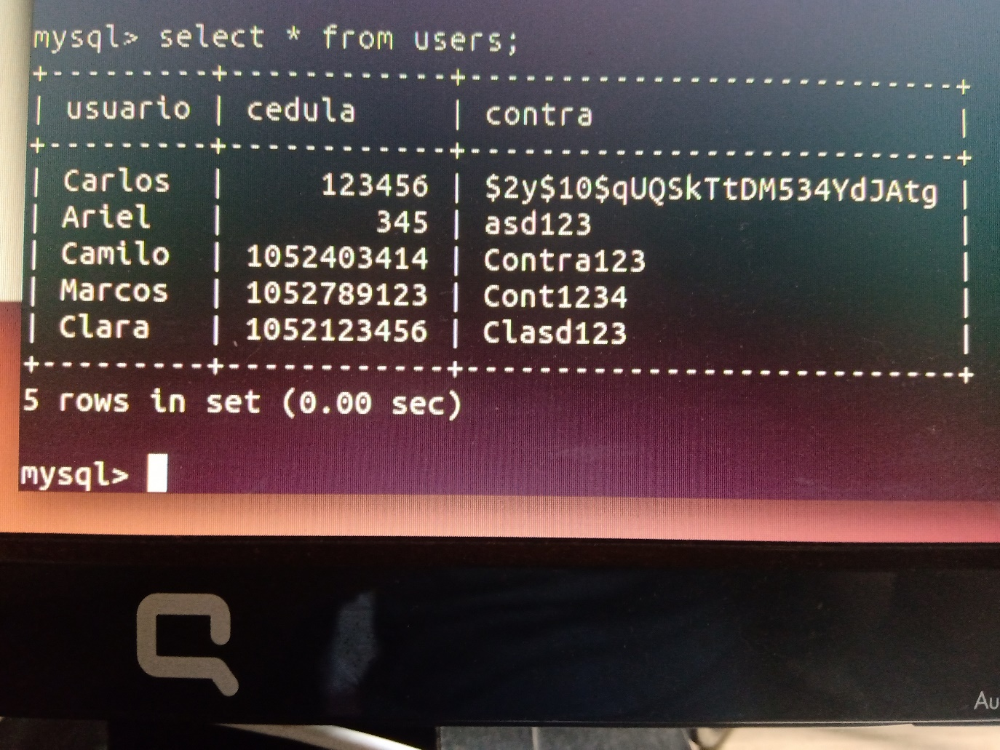 mysql> select * from users;
+---------+------------+---------------------------+
| usuario | cedula     | contra                    |
+---------+------------+---------------------------+
| Carlos  |     123456 | $2y$10$qUQSkTtDM534YdJAtg |
| Ariel   |        345 | asd123                    |
| Camilo  | 1052403414 | Contra123                 |
| Marcos  | 1052789123 | Cont1234                  |
| Clara   | 1052123456 | Clasd123                  |
+---------+------------+---------------------------+
5 rows in set (0.00 sec)
mysql>